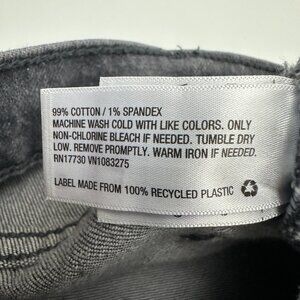 99% COTTON / 1% SPANDEX
MACHINE WASH COLD WITH LIKE COLORS. ONLY
NON-CHLORINE BLEACH IF NEEDED. TUMBLE DRY
LOW. REMOVE PROMPTLY. WARM IRON IF NEEDED.
RN17730 VN1083275
LABEL MADE FROM 100% RECYCLED PLASTIC